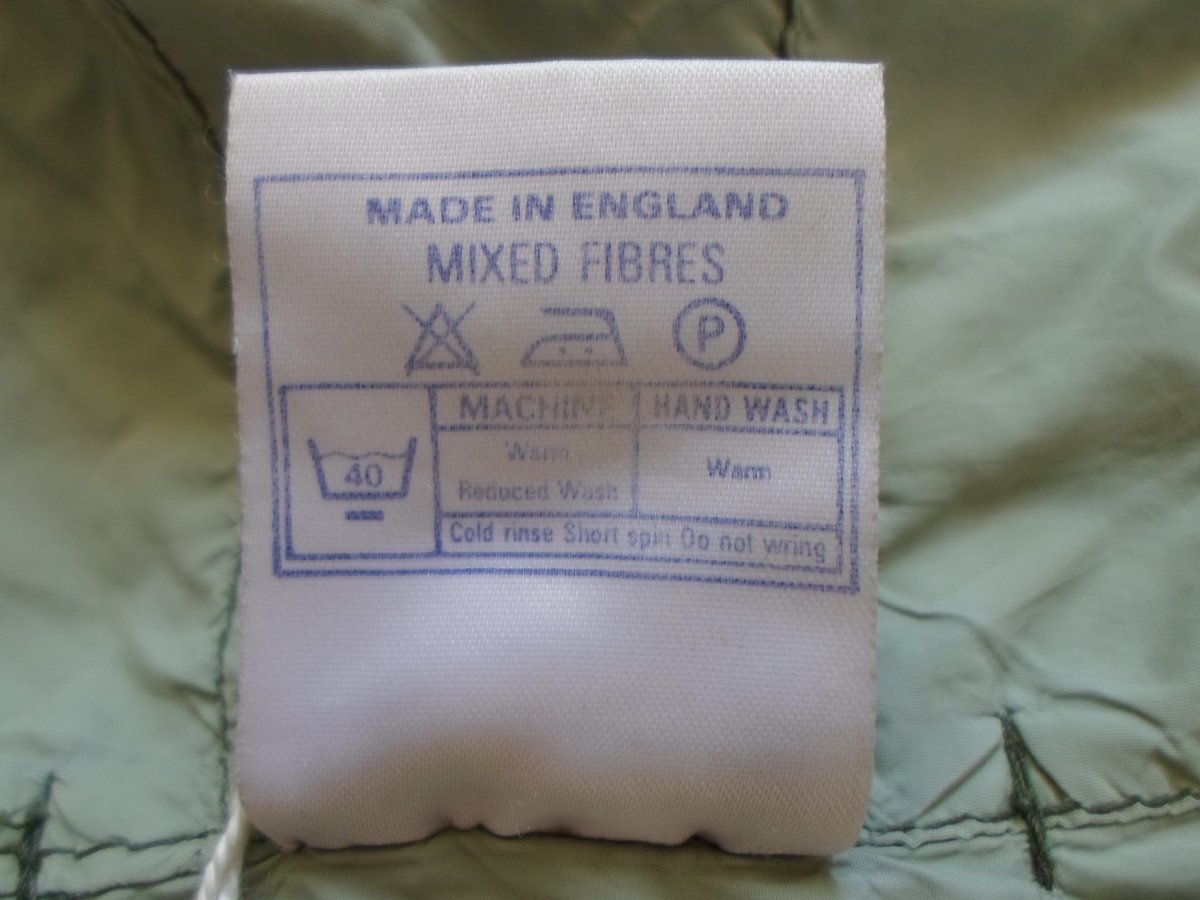 MADE IN ENGLAND
MIXED FIBRES
P
MACHINE HAND WASH
40
Warm
Reduced Wash
Warm
Cold rinse Short spin Do not wring